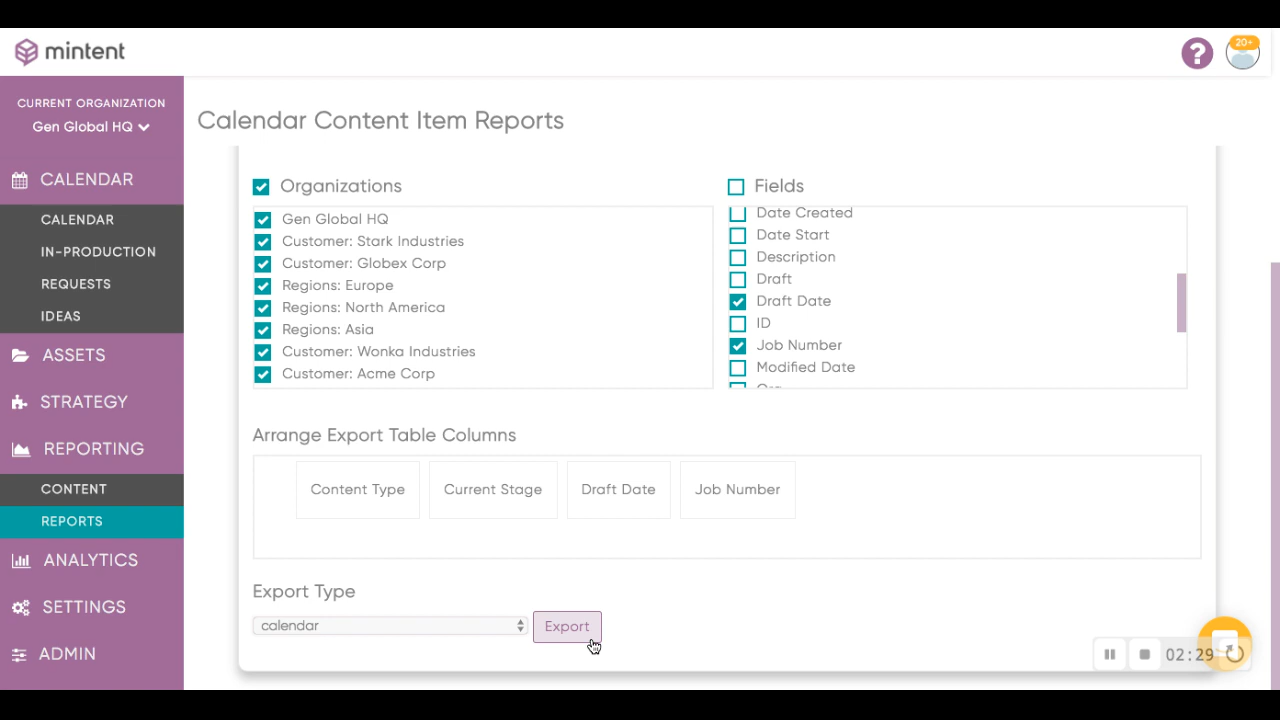 mintent
20+
?
CURRENT ORGANIZATION
Gen Global HQ
CALENDAR
CALENDAR
IN-PRODUCTION
REQUESTS
IDEAS
ASSETS
STRATEGY
REPORTING
CONTENT
REPORTS
ANALYTICS
SETTINGS
ADMIN
Calendar Content Item Reports
Organizations
Gen Global HQ
Customer: Stark Industries
Customer: Globex Corp
Regions: Europe
Regions: North America
Regions: Asia
Customer: Wonka Industries
Customer: Acme Corp
Fields
Date Created
Date Start
Description
Draft
Draft Date
ID
Job Number
Modified Date
Arrange Export Table Columns
Content Type Current Stage Draft Date Job Number
Export Type
calendar Export
02:29